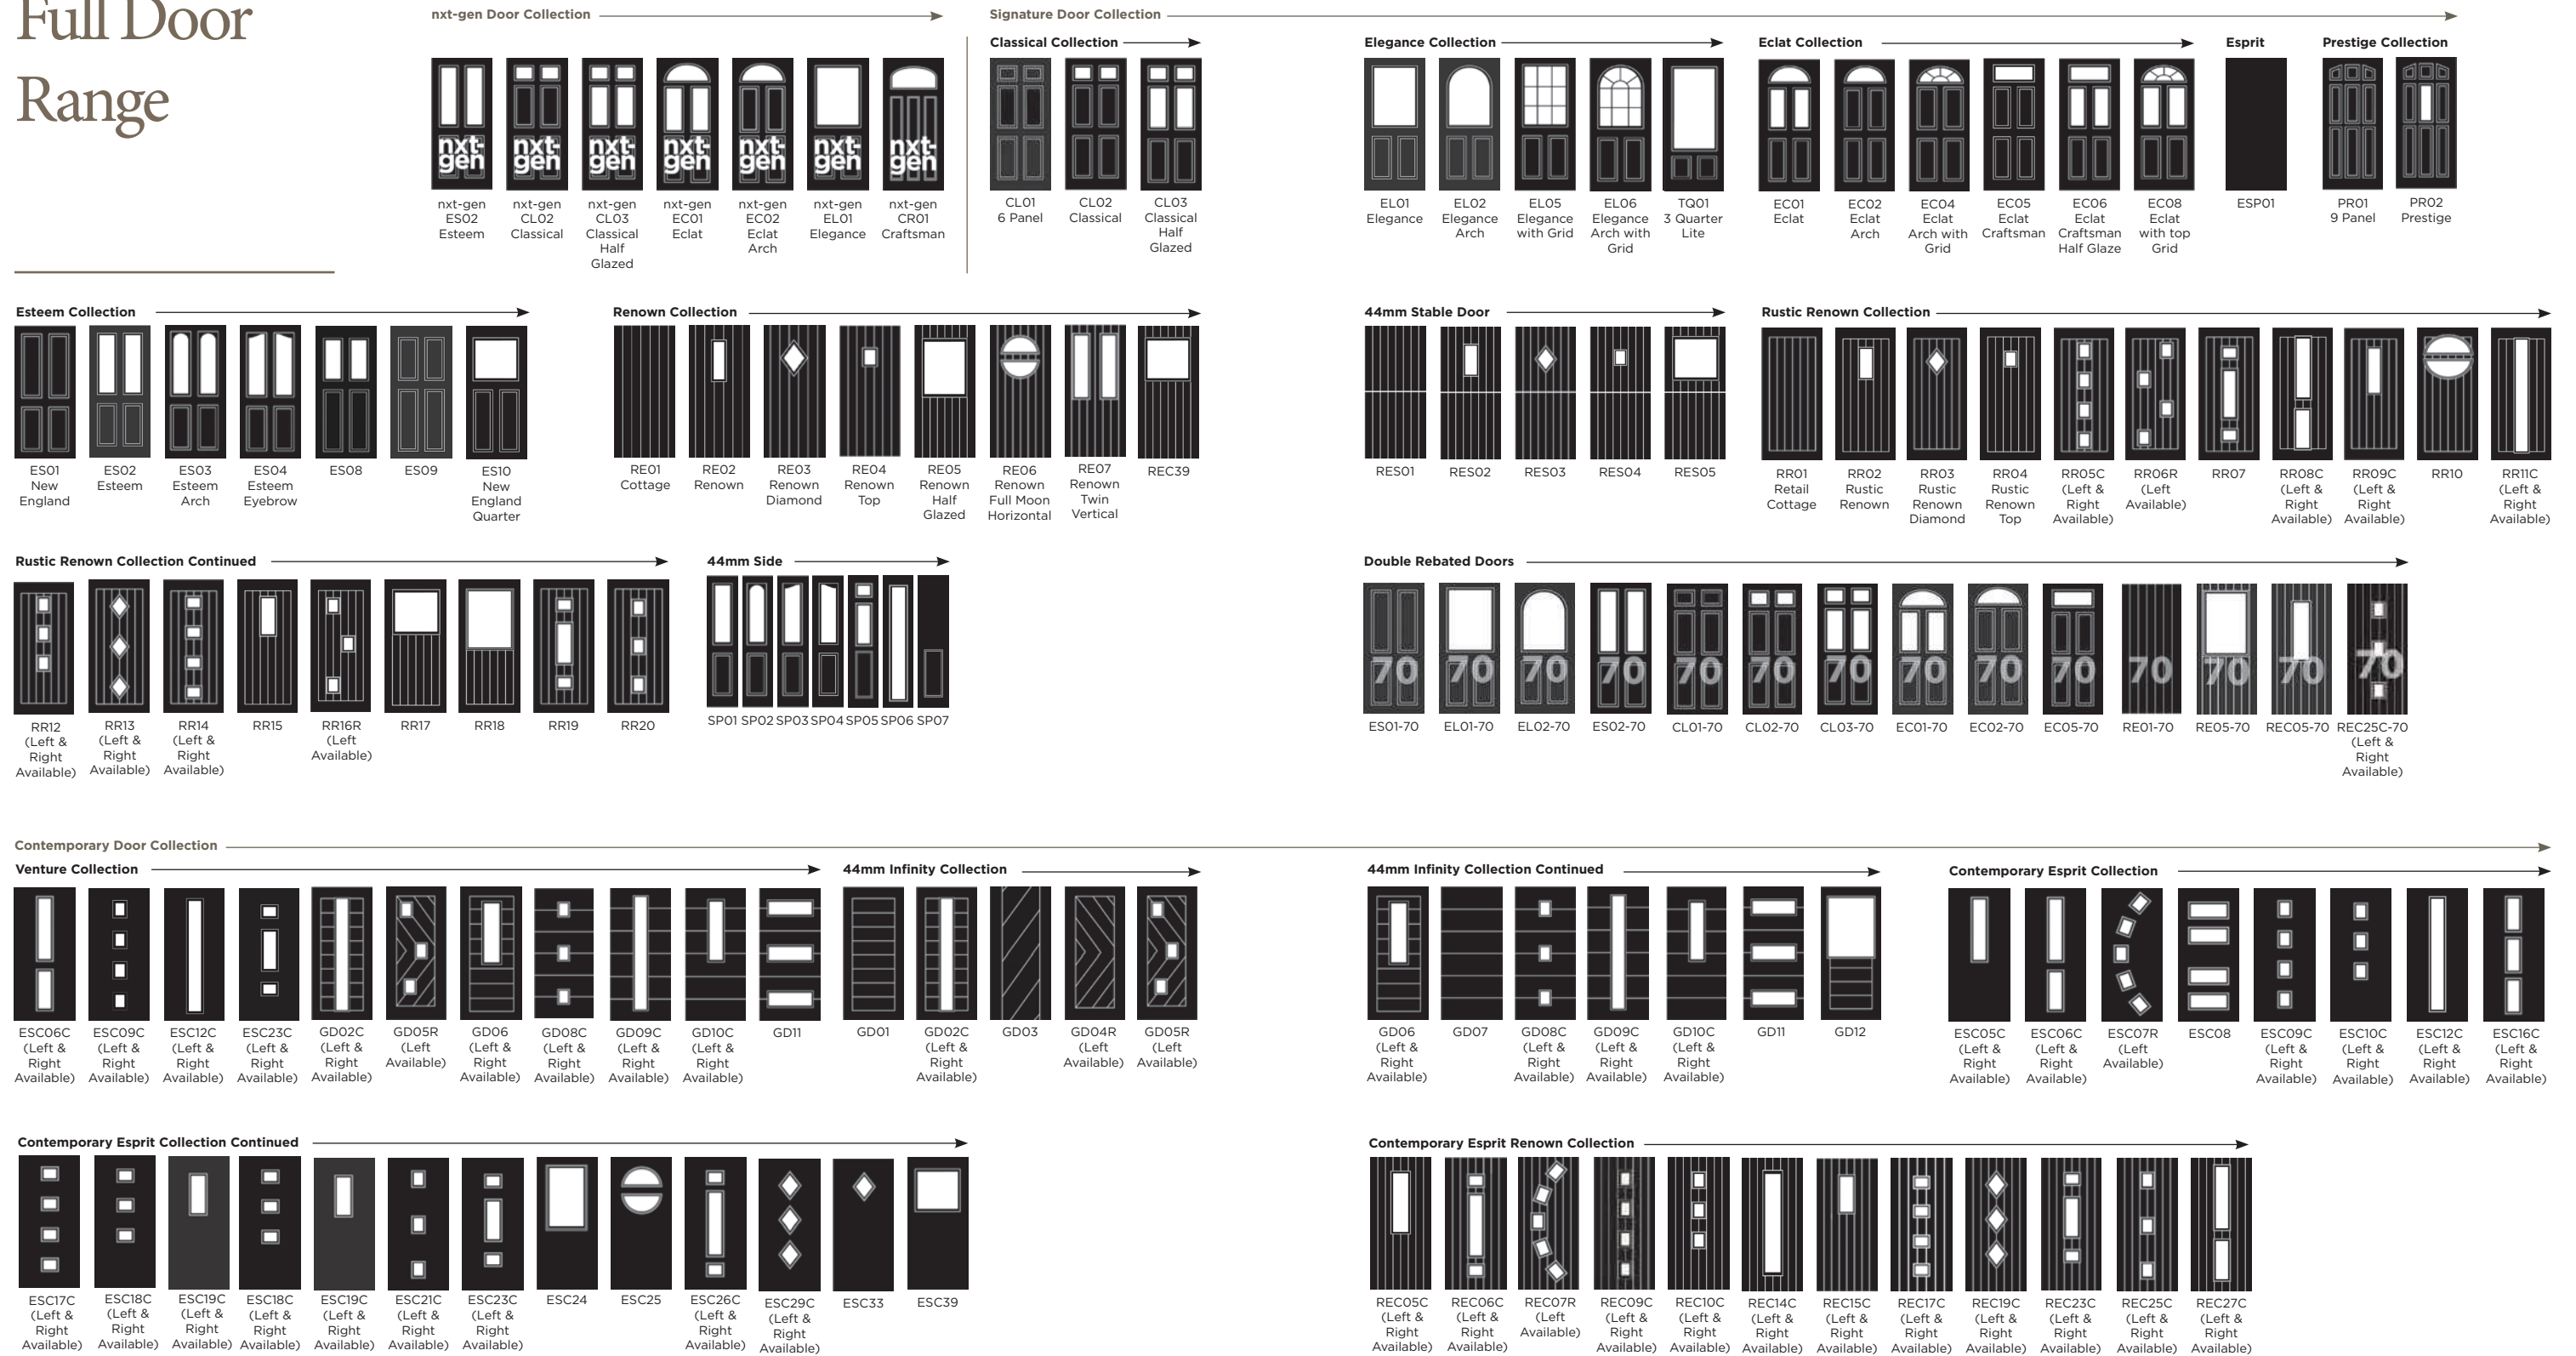 Full Door
Range
nxt-gen Door Collection
nxt-gen
nxt-gen
nxt-gen
nxt-gen
nxt-gen
nxt-gen
nxt-gen
nxt-gen ES02 Esteem
nxt-gen CL02 Classical
nxt-gen CL03 Classical Half Glazed
nxt-gen EC01 Eclat
nxt-gen EC02 Eclat Arch
nxt-gen EL01 Elegance
nxt-gen CR01 Craftsman
Signature Door Collection
Classical Collection
CL01 6 Panel
CL02 Classical
CL03 Classical Half Glazed
Elegance Collection
EL01 Elegance
EL02 Elegance Arch
EL05 Elegance with Grid
EL06 Elegance Arch with Grid
TQ01 3 Quarter Lite
Eclat Collection
EC01 Eclat
EC02 Eclat Arch
EC04 Eclat Arch with Grid
EC05 Eclat Craftsman
EC06 Eclat Craftsman Half Glaze
EC08 Eclat with top Grid
Esprit
ESP01
Prestige Collection
PR01 9 Panel
PR02 Prestige
Esteem Collection
ES01 New England
ES02 Esteem
ES03 Esteem Arch
ES04 Esteem Eyebrow
ES08
ES09
ES10 New England Quarter
Renown Collection
RE01 Cottage
RE02 Renown
RE03 Renown Diamond
RE04 Renown Top
RE05 Renown Half Glazed
RE06 Renown Full Moon Horizontal
RE07 Renown Twin Vertical
REC39
44mm Stable Door
RES01
RES02
RES03
RES04
RES05
Rustic Renown Collection
RR01 Retail Cottage
RR02 Rustic Renown
RR03 Rustic Renown Diamond
RR04 Rustic Renown Top
RR05C (Left & Right Available)
RR06R (Left Available)
RR07
RR08C (Left & Right Available)
RR09C (Left & Right Available)
RR10
RR11C (Left & Right Available)
Rustic Renown Collection Continued
RR12 (Left & Right Available)
RR13 (Left & Right Available)
RR14 (Left & Right Available)
RR15
RR16R (Left Available)
RR17
RR18
RR19
RR20
44mm Side
SP01 SP02 SP03 SP04 SP05 SP06 SP07
Double Rebated Doors
70 70 70 70 70 70 70 70 70 70 70 70 70 70
ES01-70
EL01-70
EL02-70
ES02-70
CL01-70
CL02-70
CL03-70
EC01-70
EC02-70
EC05-70
RE01-70
RE05-70
REC05-70
REC25C-70 (Left & Right Available)
Contemporary Door Collection
Venture Collection
ESC06C (Left & Right Available)
ESC09C (Left & Right Available)
ESC12C (Left & Right Available)
ESC23C (Left & Right Available)
GD02C (Left & Right Available)
GD05R (Left Available)
GD06 (Left & Right Available)
GD08C (Left & Right Available)
GD09C (Left & Right Available)
GD10C (Left & Right Available)
GD11
44mm Infinity Collection
GD01
GD02C (Left & Right Available)
GD03
GD04R (Left Available)
GD05R (Left Available)
44mm Infinity Collection Continued
GD06 (Left & Right Available)
GD07
GD08C (Left & Right Available)
GD09C (Left & Right Available)
GD10C (Left & Right Available)
GD11
GD12
Contemporary Esprit Collection
ESC05C (Left & Right Available)
ESC06C (Left & Right Available)
ESC07R (Left Available)
ESC08
ESC09C (Left & Right Available)
ESC10C (Left & Right Available)
ESC12C (Left & Right Available)
ESC16C (Left & Right Available)
Contemporary Esprit Collection Continued
ESC17C (Left & Right Available)
ESC18C (Left & Right Available)
ESC19C (Left & Right Available)
ESC18C (Left & Right Available)
ESC19C (Left & Right Available)
ESC21C (Left & Right Available)
ESC23C (Left & Right Available)
ESC24
ESC25
ESC26C (Left & Right Available)
ESC29C (Left & Right Available)
ESC33
ESC39
Contemporary Esprit Renown Collection
REC05C (Left & Right Available)
REC06C (Left & Right Available)
REC07R (Left Available)
REC09C (Left & Right Available)
REC10C (Left & Right Available)
REC14C (Left & Right Available)
REC15C (Left & Right Available)
REC17C (Left & Right Available)
REC19C (Left & Right Available)
REC23C (Left & Right Available)
REC25C (Left & Right Available)
REC27C (Left & Right Available)